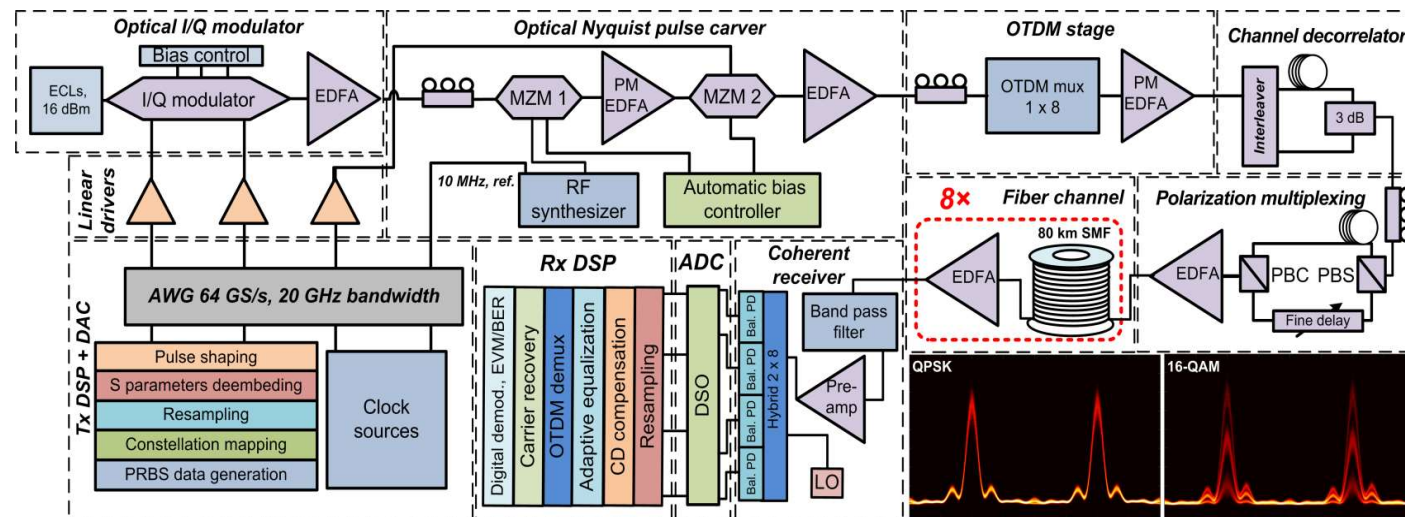 Optical I/Q modulator
Bias control
ECLs,
16 dBm
I/Q modulator
EDFA
Optical Nyquist pulse carver
MZM 1
PM
EDFA
MZM 2
EDFA
10 MHz, ref.
RF
synthesizer
Automatic bias
controller
OTDM stage
OTDM mux
1 x 8
PM
EDFA
Channel decorrelator
Interleaver
3 dB
Linear
drivers
8×
Fiber channel
80 km SMF
EDFA
Polarization multiplexing
EDFA
PBC
PBS
Fine delay
Tx DSP + DAC
AWG 64 GS/s, 20 GHz bandwidth
Pulse shaping
S parameters deembeding
Resampling
Constellation mapping
PRBS data generation
Clock
sources
Rx DSP
Digital demod., EVM/BER
Carrier recovery
OTDM demux
Adaptive equalization
CD compensation
Resampling
ADC
DSO
Coherent
receiver
Bal. PD
Bal. PD
Bal. PD
Bal. PD
Hybrid 2 x 8
Band pass
filter
Pre-
amp
LO
QPSK
16-QAM